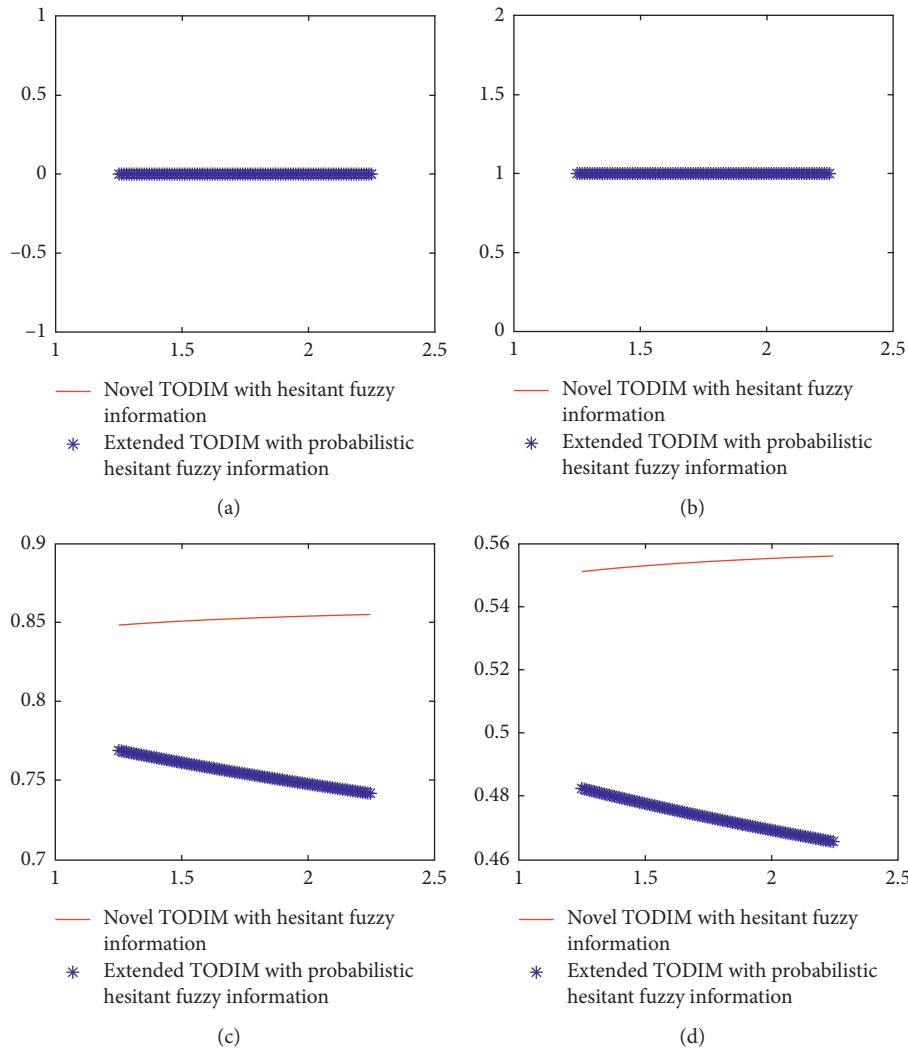 1
0.5
0
−0.5
−1
1
1.5
2
2.5
Novel TODIM with hesitant fuzzy
information
Extended TODIM with probabilistic
hesitant fuzzy information
(a)
2
1.5
1
0.5
0
1
1.5
2
2.5
Novel TODIM with hesitant fuzzy
information
Extended TODIM with probabilistic
hesitant fuzzy information
(b)
0.9
0.85
0.8
0.75
0.7
1
1.5
2
2.5
Novel TODIM with hesitant fuzzy
information
Extended TODIM with probabilistic
hesitant fuzzy information
(c)
0.56
0.54
0.52
0.5
0.48
0.46
1
1.5
2
2.5
Novel TODIM with hesitant fuzzy
information
Extended TODIM with probabilistic
hesitant fuzzy information
(d)